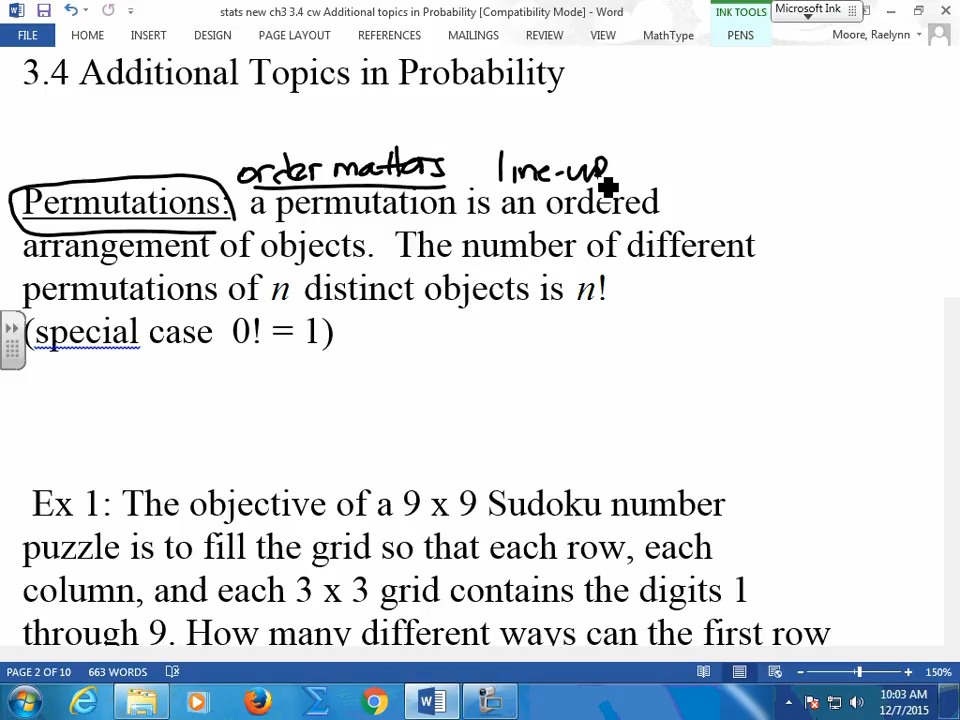 stats new ch3 3.4 cw Additional topics in Probability [Compatibility Mode] - Word
INK TOOLS
Microsoft Ink
FILE HOME INSERT DESIGN PAGE LAYOUT REFERENCES MAILINGS REVIEW VIEW MathType PENS Moore, Raelynn
3.4 Additional Topics in Probability
order matters line-up
Permutations: a permutation is an ordered
arrangement of objects. The number of different
permutations of n distinct objects is n!
(special case 0! = 1)
Ex 1: The objective of a 9 x 9 Sudoku number
puzzle is to fill the grid so that each row, each
column, and each 3 x 3 grid contains the digits 1
through 9. How many different ways can the first row
PAGE 2 OF 10 663 WORDS 150%
10:03 AM
12/7/2015